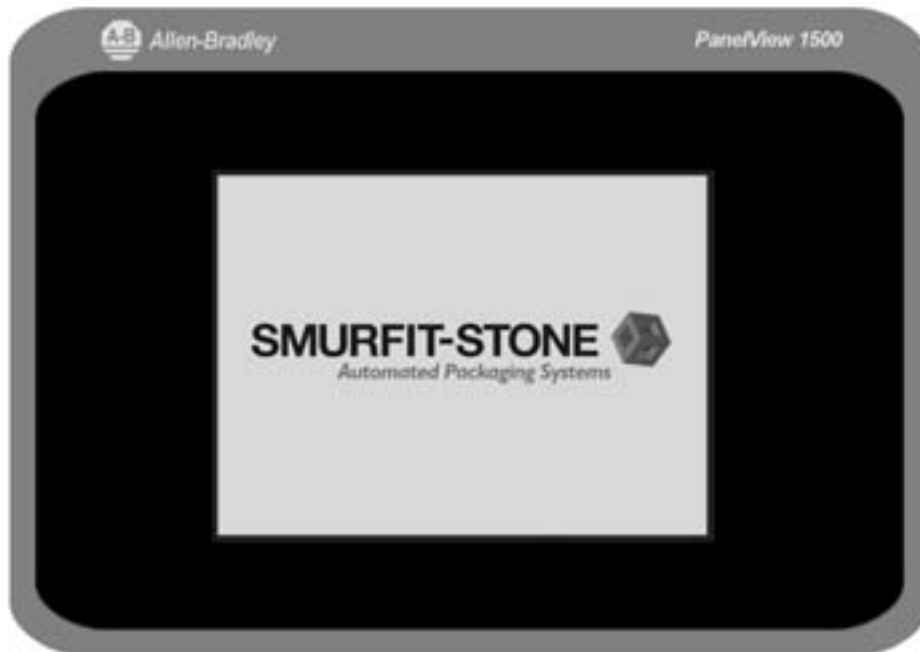 A-B Allen-Bradley PanelView 1500
SMURFIT-STONE
Automated Packaging Systems